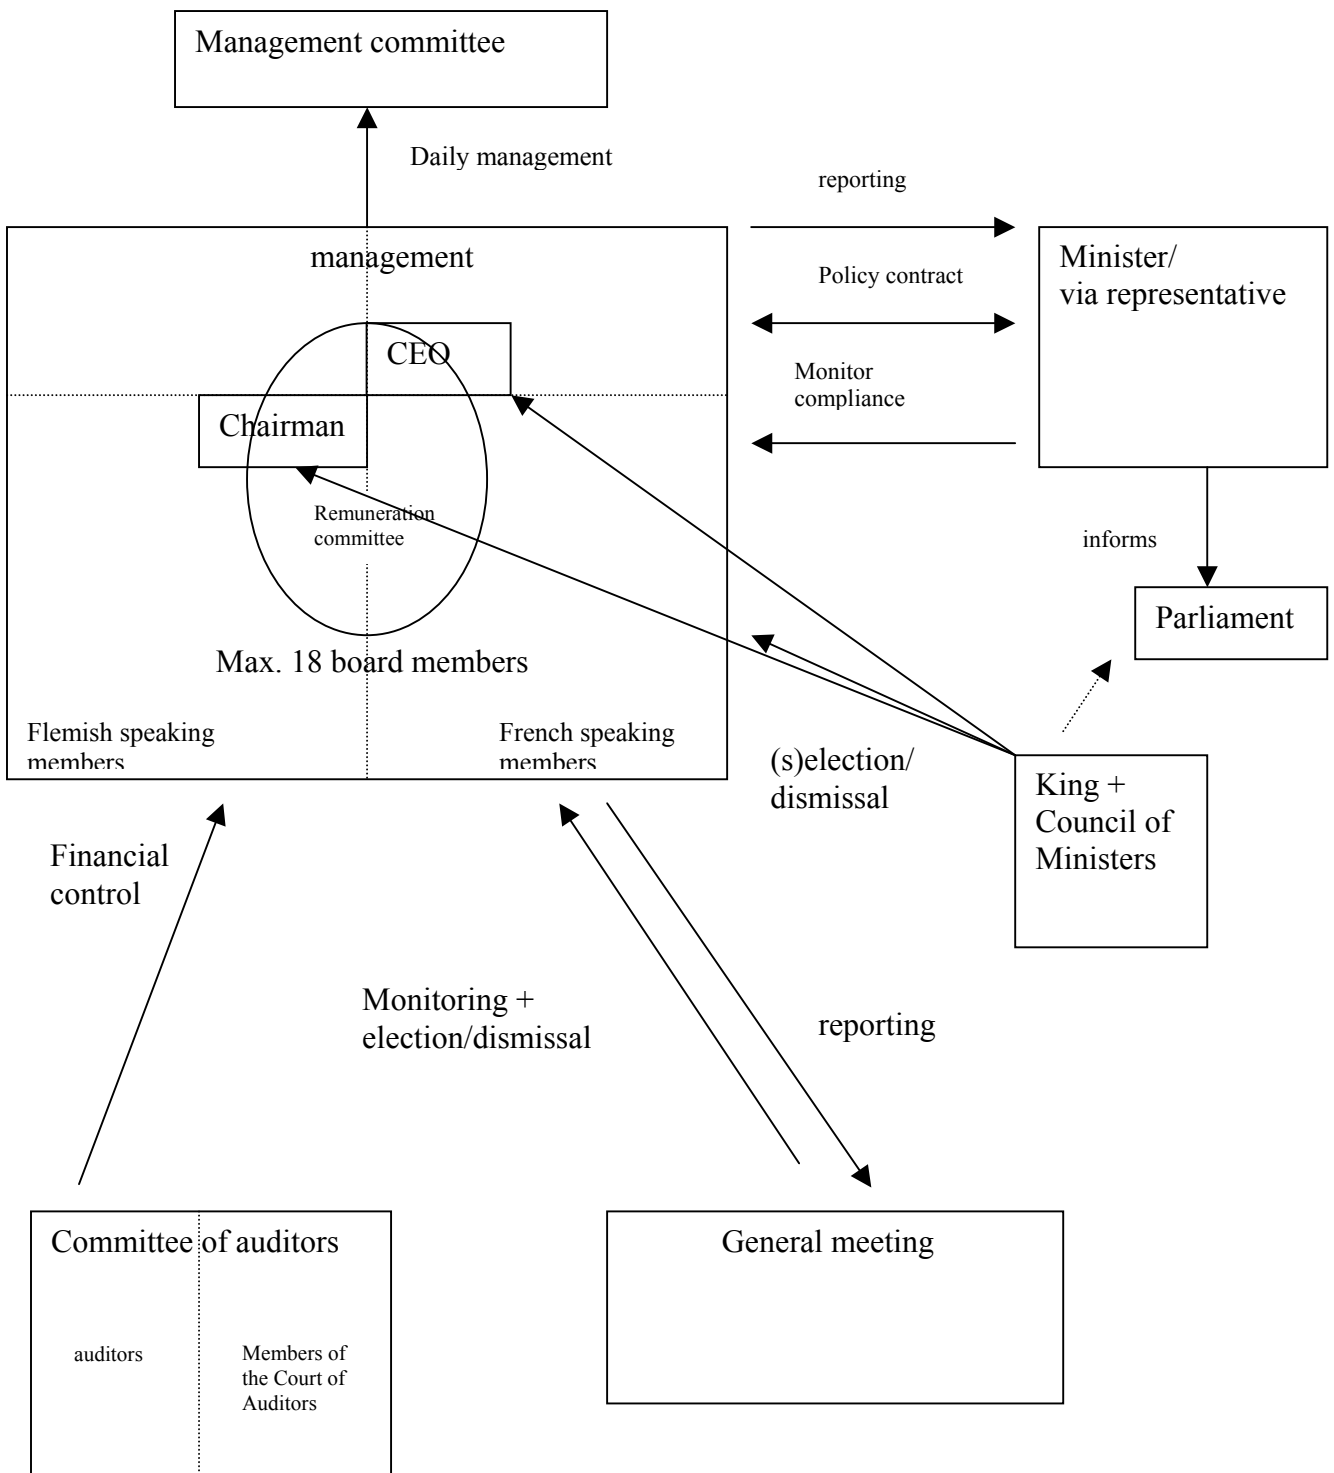 Management committee
Daily management
reporting
management
Minister/
via representative
Policy contract
CEO
Monitor
compliance
Chairman
Remuneration
committee
informs
Parliament
Max. 18 board members
Flemish speaking
members
French speaking
members
(s)election/
dismissal
King +
Council of
Ministers
Financial
control
Monitoring +
election/dismissal
reporting
Committee of auditors
General meeting
auditors
Members of
the Court of
Auditors